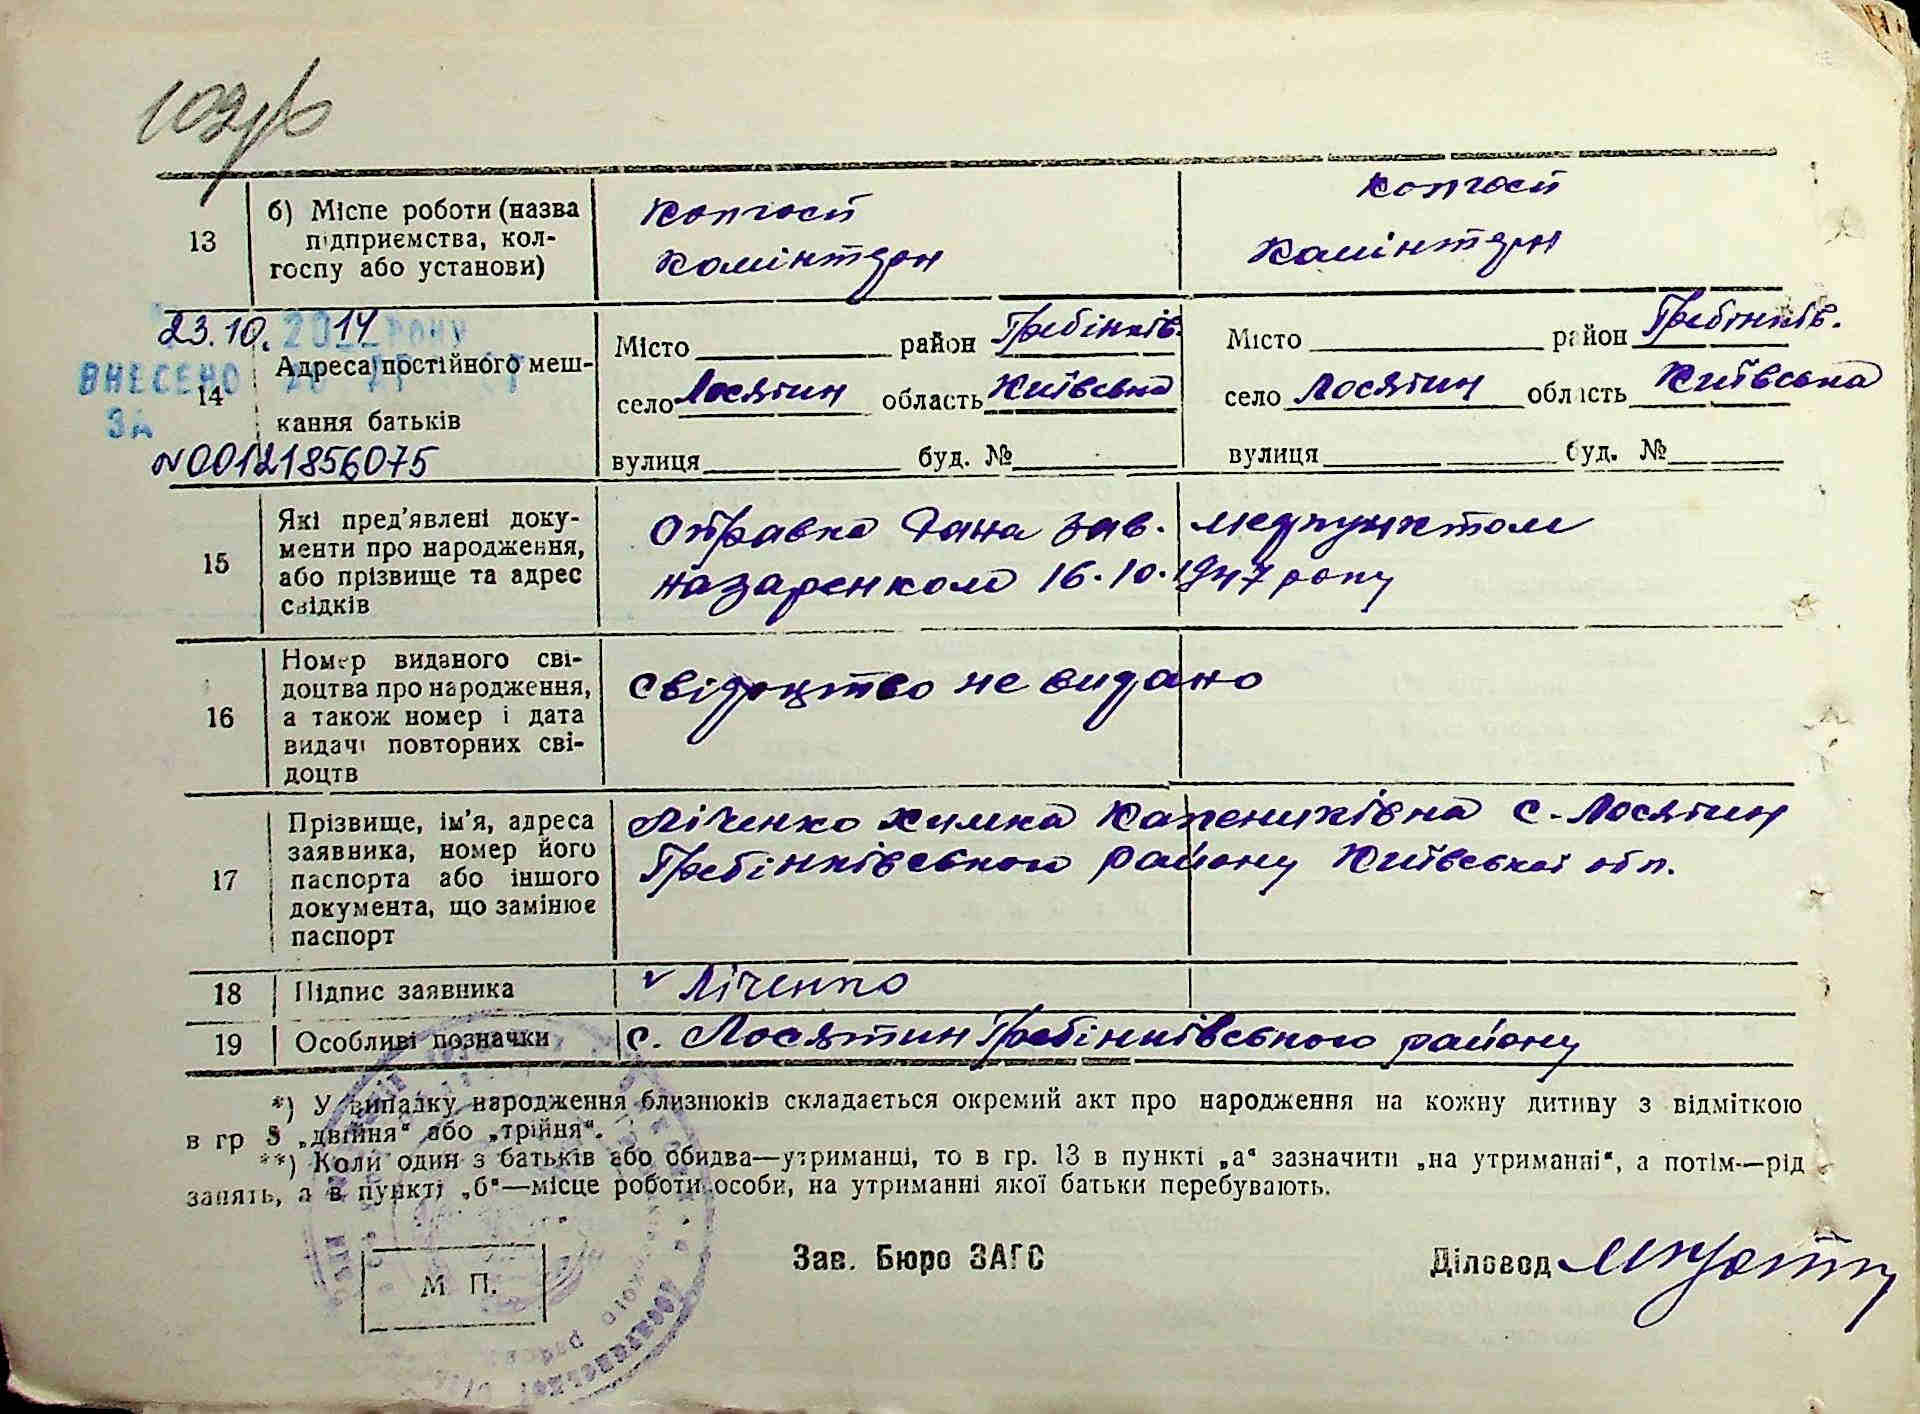 13
б) Місце роботи (назва
підприємства, кол-
госпу або установи)
колгосп
комінтерн
колгосп
комінтерн
23.10.2014 року
ВНЕСЕНО
ЗА
№00121856075
14
Адреса постійного меш-
кання батьків
Місто район Гребінків.
село Лосятин область Київська
вулиця буд. №
Місто район Гребінків.
село Лосятин область Київська
вулиця буд. №
15
Які пред'явлені доку-
менти про народження,
або прізвище та адрес
свідків
Справка дана зав. медпунктом
Назаренком 16.10.1947 року
16
Номер виданого сві-
доцтва про народження,
а також номер і дата
видачі повторних сві-
доцтв
Свідоцтво не видано
17
Прізвище, ім'я, адреса
заявника, номер його
паспорта або іншого
документа, що замінює
паспорт
Ліченко Химка с. Лосятин
Гребінківського району Київської обл.
18
Підпис заявника
v Ліченко
19
Особливі позначки
с. Лосятин Гребінківського району
*) У випадку народження близнюків складається окремий акт про народження на кожну дитину з відміткою
в гр 3 „двійня“ або „трійня“.
**) Коли один з батьків або обидва—утриманці, то в гр. 13 в пункті „а“ зазначити „на утриманні“, а потім—рід
занять, а в пункті „б“—місце роботи особи, на утриманні якої батьки перебувають.
М П.
Зав. Бюро ЗАГС
Діловод